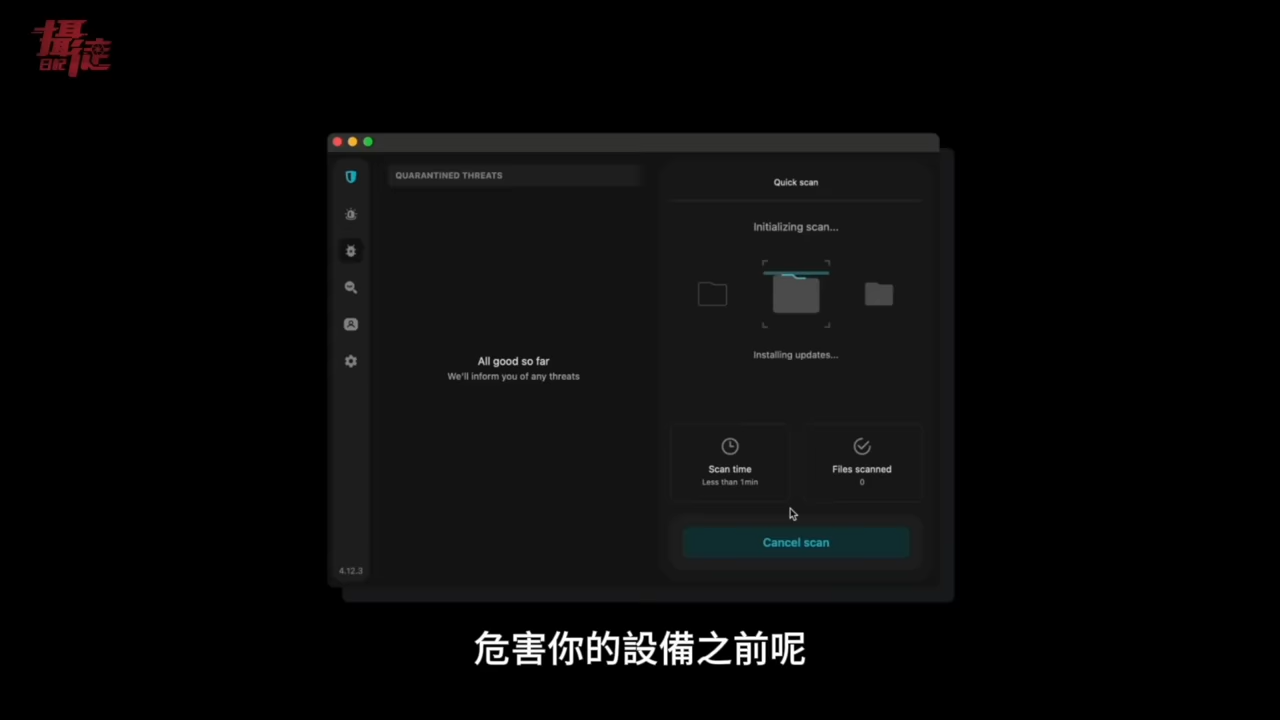 攝徒
日記
QUARANTINED THREATS
All good so far
We'll inform you of any threats
Quick scan
Initializing scan...
Installing updates...
Scan time
Less than 1min
Files scanned
0
Cancel scan
4.12.3
危害你的設備之前呢